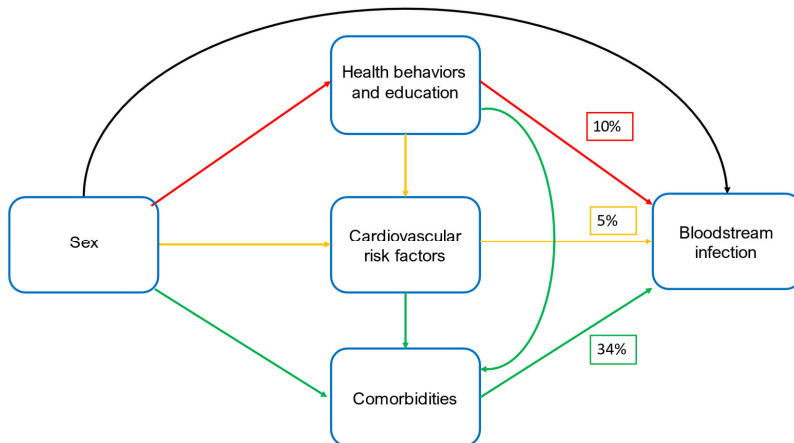 Health behaviors
and education
10%
Sex
Cardiovascular
risk factors
5%
Bloodstream
infection
34%
Comorbidities